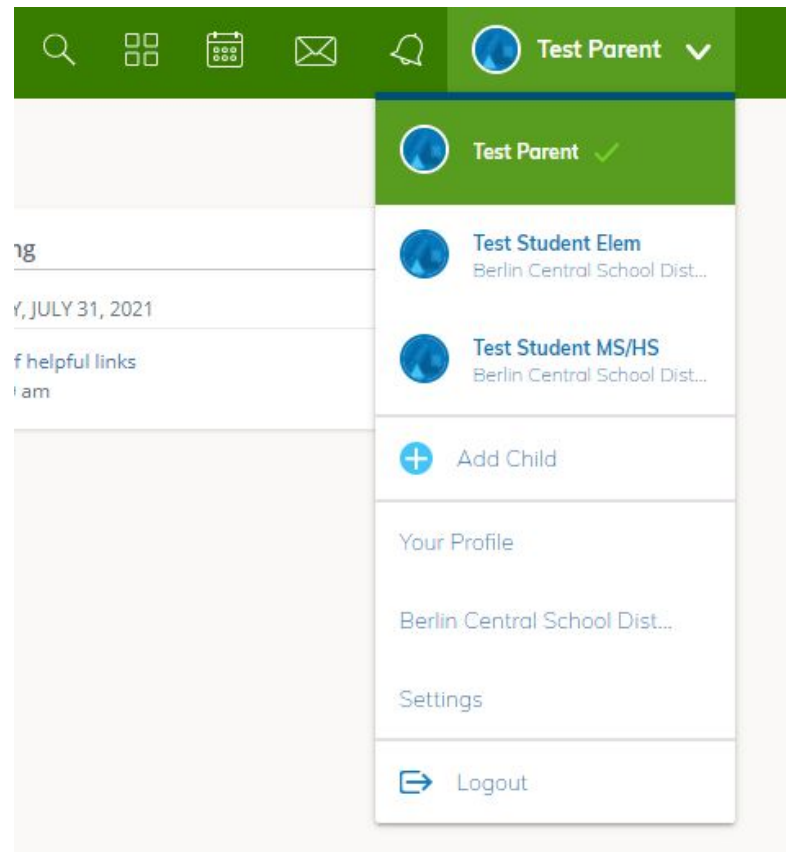 Test Parent
Test Parent
ng
Y, JULY 31, 2021
f helpful links
am
Test Student Elem
Berlin Central School Dist...
Test Student MS/HS
Berlin Central School Dist...
Add Child
Your Profile
Berlin Central School Dist...
Settings
Logout